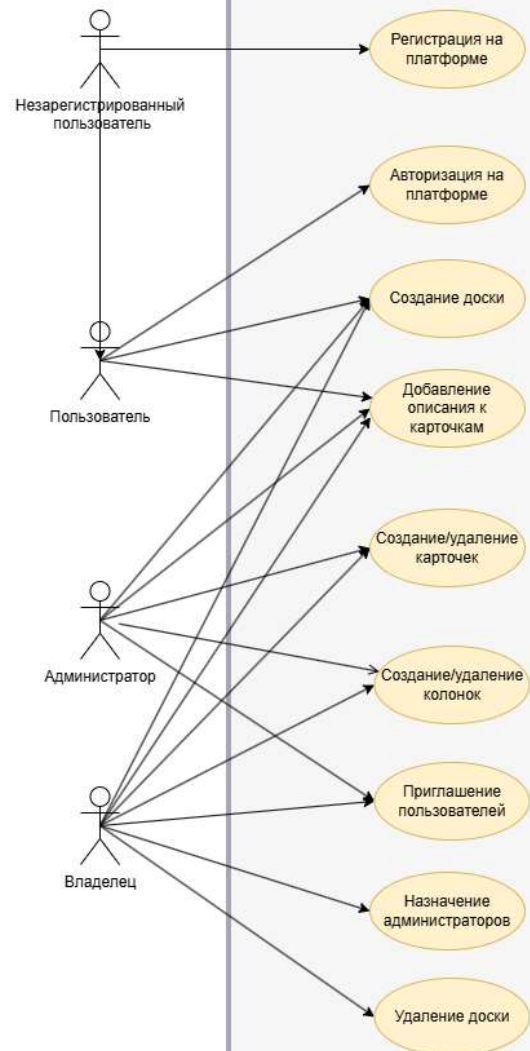 Регистрация на
платформе
Незарегистрированный
пользователь
Авторизация на
платформе
Создание доски
Пользователь
Добавление
описания к
карточкам
Создание/удаление
карточек
Администратор
Создание/удаление
колонок
Приглашение
пользователей
Владелец
Назначение
администраторов
Удаление доски